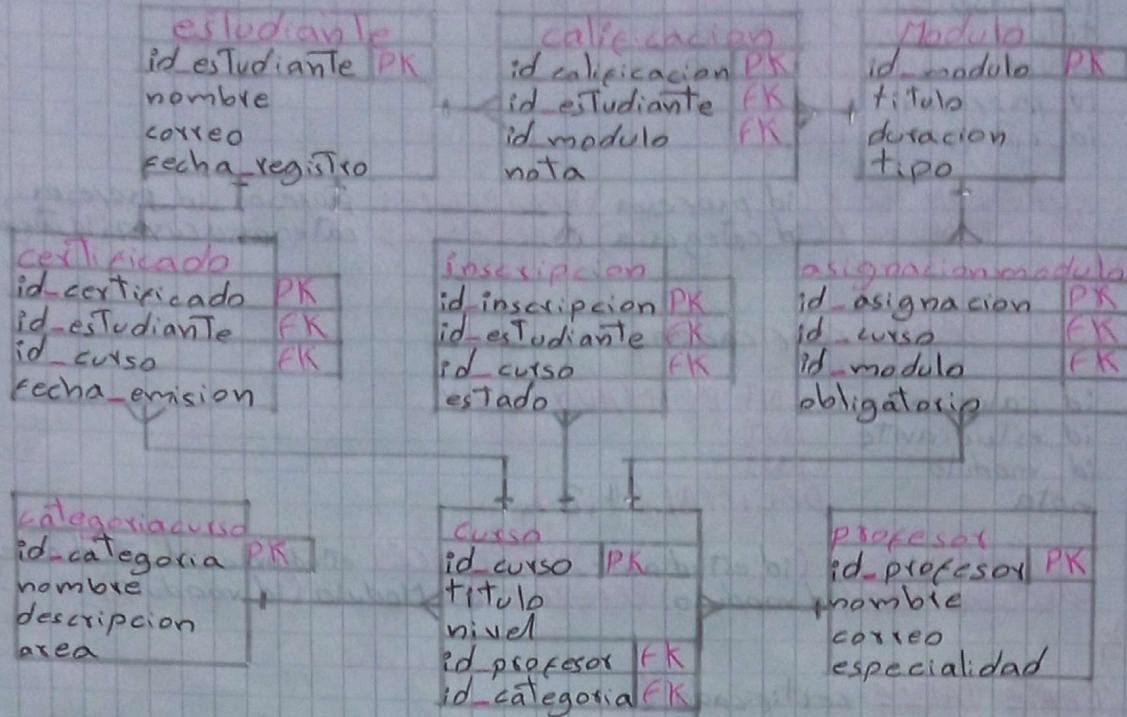 estudiante
id_estudiante PK
nombre
correo
fecha_registro
calificacion
id_calificacion PK
id_estudiante FK
id_modulo FK
nota
Modulo
id_modulo PK
titulo
duracion
tipo
certificado
id_certificado PK
id_estudiante FK
id_curso FK
fecha_emision
inscripcion
id_inscripcion PK
id_estudiante FK
id_curso FK
estado
asignacionmodulo
id_asignacion PK
id_curso FK
id_modulo FK
obligatorio
categoriacurso
id_categoria PK
nombre
descripcion
area
curso
id_curso PK
titulo
nivel
id_profesor FK
id_categoria FK
profesor
id_profesor PK
nombre
correo
especialidad